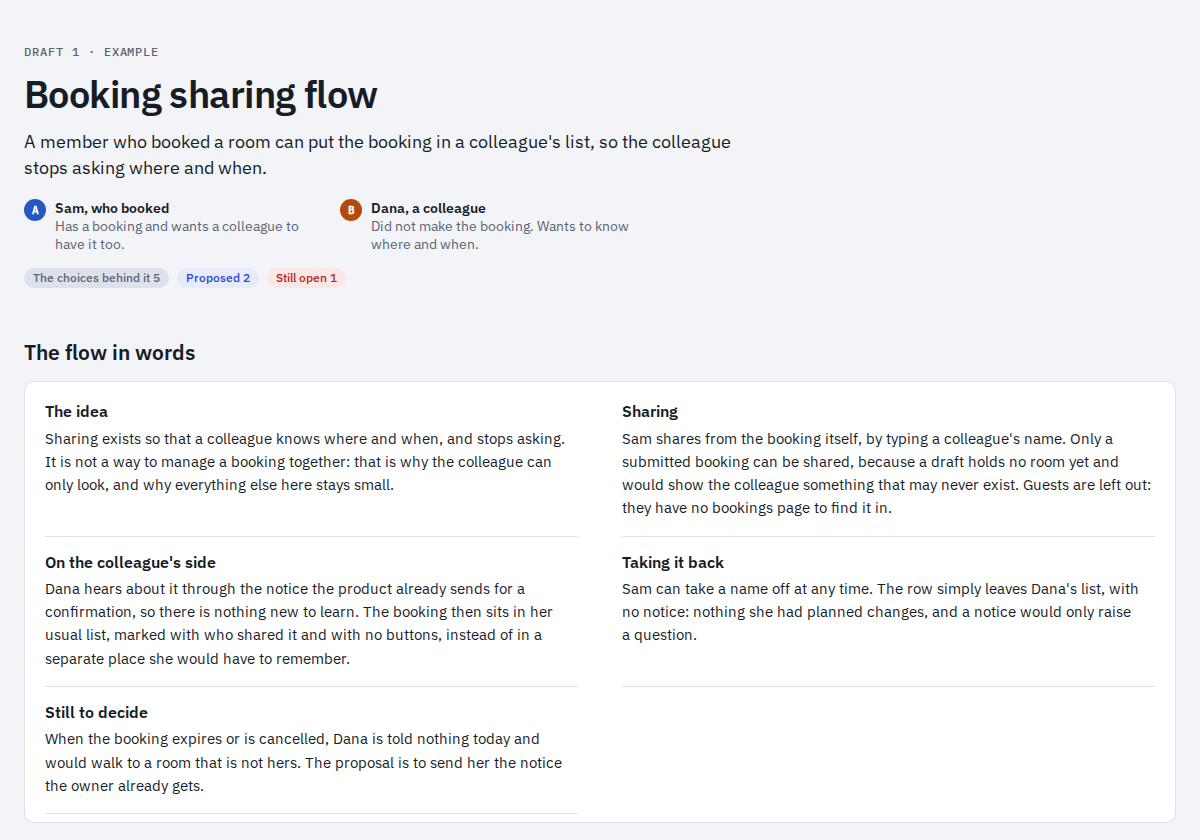 DRAFT 1 · EXAMPLE
Booking sharing flow
A member who booked a room can put the booking in a colleague's list, so the colleague
stops asking where and when.
A
Sam, who booked
Has a booking and wants a colleague to
have it too.
B
Dana, a colleague
Did not make the booking. Wants to know
where and when.
The choices behind it 5
Proposed 2
Still open 1
The flow in words
The idea
Sharing exists so that a colleague knows where and when, and stops asking.
It is not a way to manage a booking together: that is why the colleague can
only look, and why everything else here stays small.
Sharing
Sam shares from the booking itself, by typing a colleague's name. Only a
submitted booking can be shared, because a draft holds no room yet and
would show the colleague something that may never exist. Guests are left out:
they have no bookings page to find it in.
On the colleague's side
Dana hears about it through the notice the product already sends for a
confirmation, so there is nothing new to learn. The booking then sits in her
usual list, marked with who shared it and with no buttons, instead of in a
separate place she would have to remember.
Taking it back
Sam can take a name off at any time. The row simply leaves Dana's list, with
no notice: nothing she had planned changes, and a notice would only raise
a question.
Still to decide
When the booking expires or is cancelled, Dana is told nothing today and
would walk to a room that is not hers. The proposal is to send her the notice
the owner already gets.